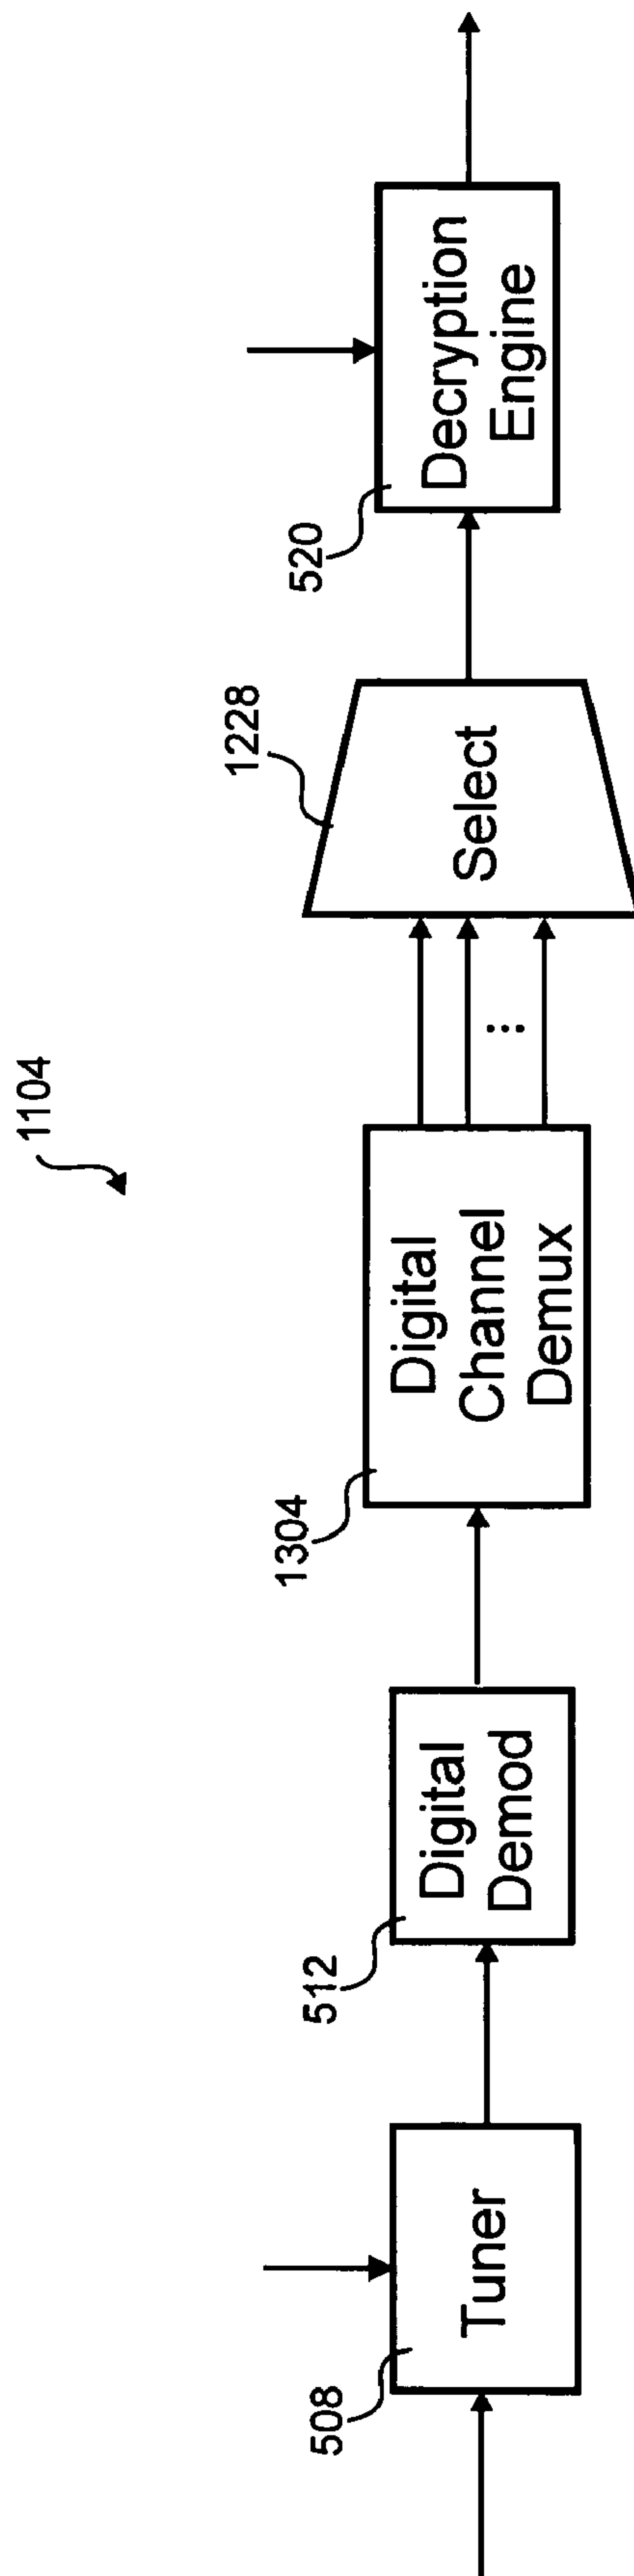 1104
508
Tuner
512
Digital
Demod
1304
Digital
Channel
Demux
...
1228
Select
520
Decryption
Engine